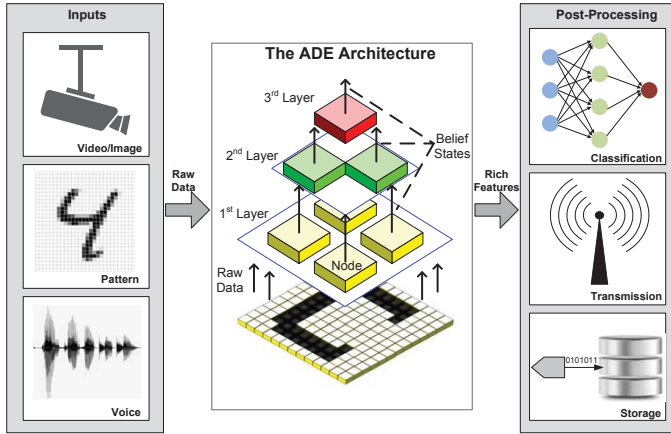 Inputs
Video/Image
Pattern
Voice
Raw
Data
The ADE Architecture
3rd Layer
2nd Layer
1st Layer
Belief
States
Node
Raw
Data
Rich
Features
Post-Processing
Classification
Transmission
0101011
Storage